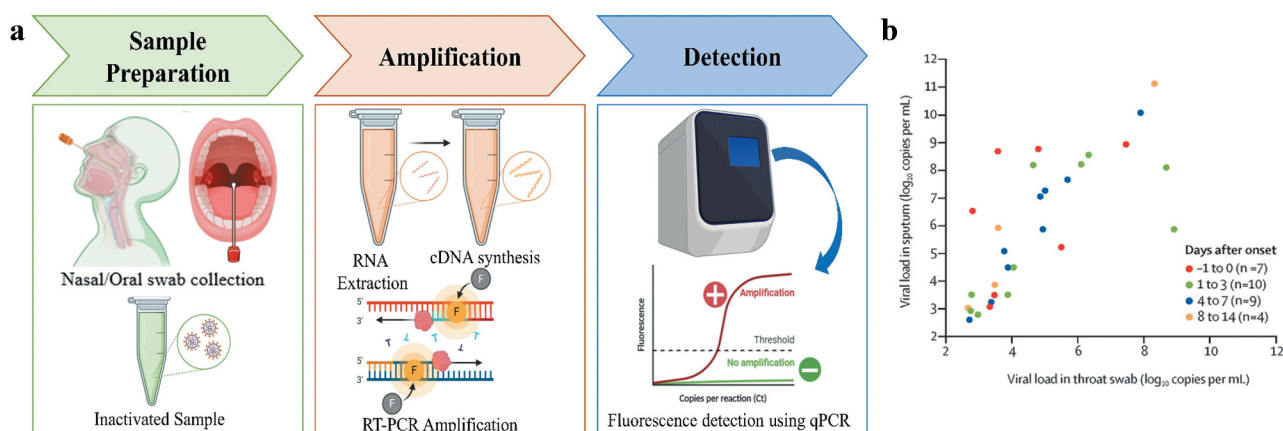 a
Sample
Preparation
Nasal/Oral swab collection
Inactivated Sample
Amplification
RNA
Extraction
cDNA synthesis
F
5'
F
3'
T L T L T
5'
3'
F
F
RT-PCR Amplification
Detection
Fluorescence
Amplification
Threshold
No amplification
Copies per reaction (Ct)
Fluorescence detection using qPCR
b
Viral load in sputum (log10 copies per mL)
12
11
10
9
8
7
6
5
4
3
2
2 4 6 8 10 12
Viral load in throat swab (log10 copies per mL)
Days after onset
–1 to 0 (n =7)
1 to 3 (n=10)
4 to 7 (n=9)
8 to 14 (n=4)